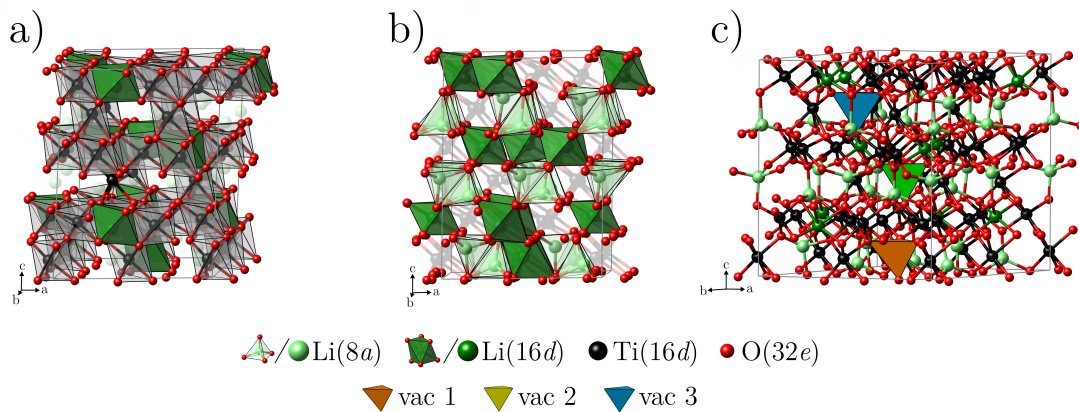 a) b) c)
c
b a
c
b a
c
b a
/ Li(8a) / Li(16d) Ti(16d) O(32e)
vac 1 vac 2 vac 3